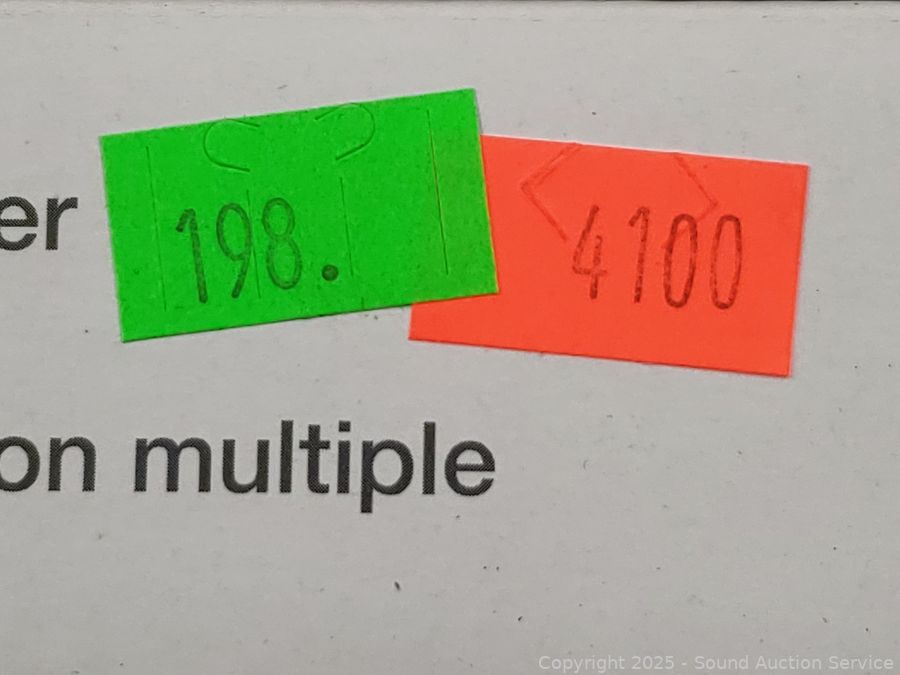 er
198.
4100
on multiple
Copyright 2025 - Sound Auction Service